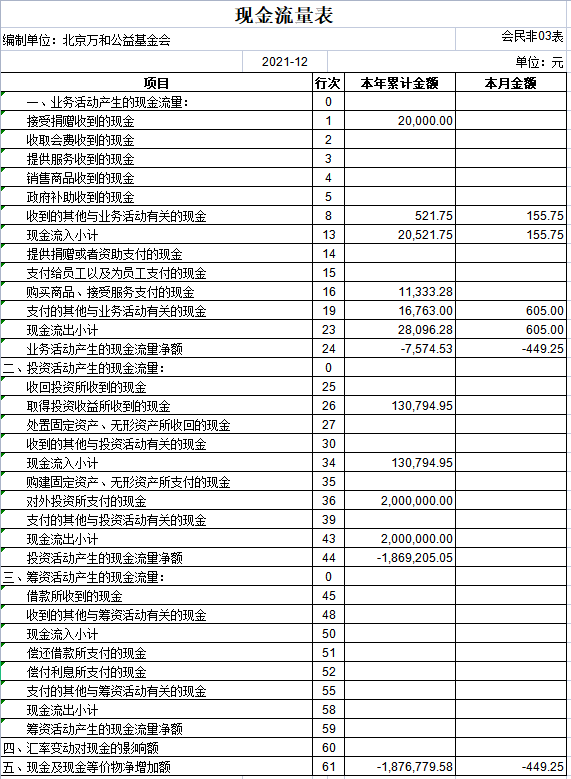 现金流量表
编制单位：北京万和公益基金会 会民非03表
2021-12 单位：元
项目 行次 本年累计金额 本月金额
一、业务活动产生的现金流量： 0
接受捐赠收到的现金 1 20,000.00
收取会费收到的现金 2
提供服务收到的现金 3
销售商品收到的现金 4
政府补助收到的现金 5
收到的其他与业务活动有关的现金 8 521.75 155.75
现金流入小计 13 20,521.75 155.75
提供捐赠或者资助支付的现金 14
支付给员工以及为员工支付的现金 15
购买商品、接受服务支付的现金 16 11,333.28
支付的其他与业务活动有关的现金 19 16,763.00 605.00
现金流出小计 23 28,096.28 605.00
业务活动产生的现金流量净额 24 -7,574.53 -449.25
二、投资活动产生的现金流量： 0
收回投资所收到的现金 25
取得投资收益所收到的现金 26 130,794.95
处置固定资产、无形资产所收回的现金 27
收到的其他与投资活动有关的现金 30
现金流入小计 34 130,794.95
购建固定资产、无形资产所支付的现金 35
对外投资所支付的现金 36 2,000,000.00
支付的其他与投资活动有关的现金 39
现金流出小计 43 2,000,000.00
投资活动产生的现金流量净额 44 -1,869,205.05
三、筹资活动产生的现金流量： 0
借款所收到的现金 45
收到的其他与筹资活动有关的现金 48
现金流入小计 50
偿还借款所支付的现金 51
偿付利息所支付的现金 52
支付的其他与筹资活动有关的现金 55
现金流出小计 58
筹资活动产生的现金流量净额 59
四、汇率变动对现金的影响额 60
五、现金及现金等价物净增加额 61 -1,876,779.58 -449.25